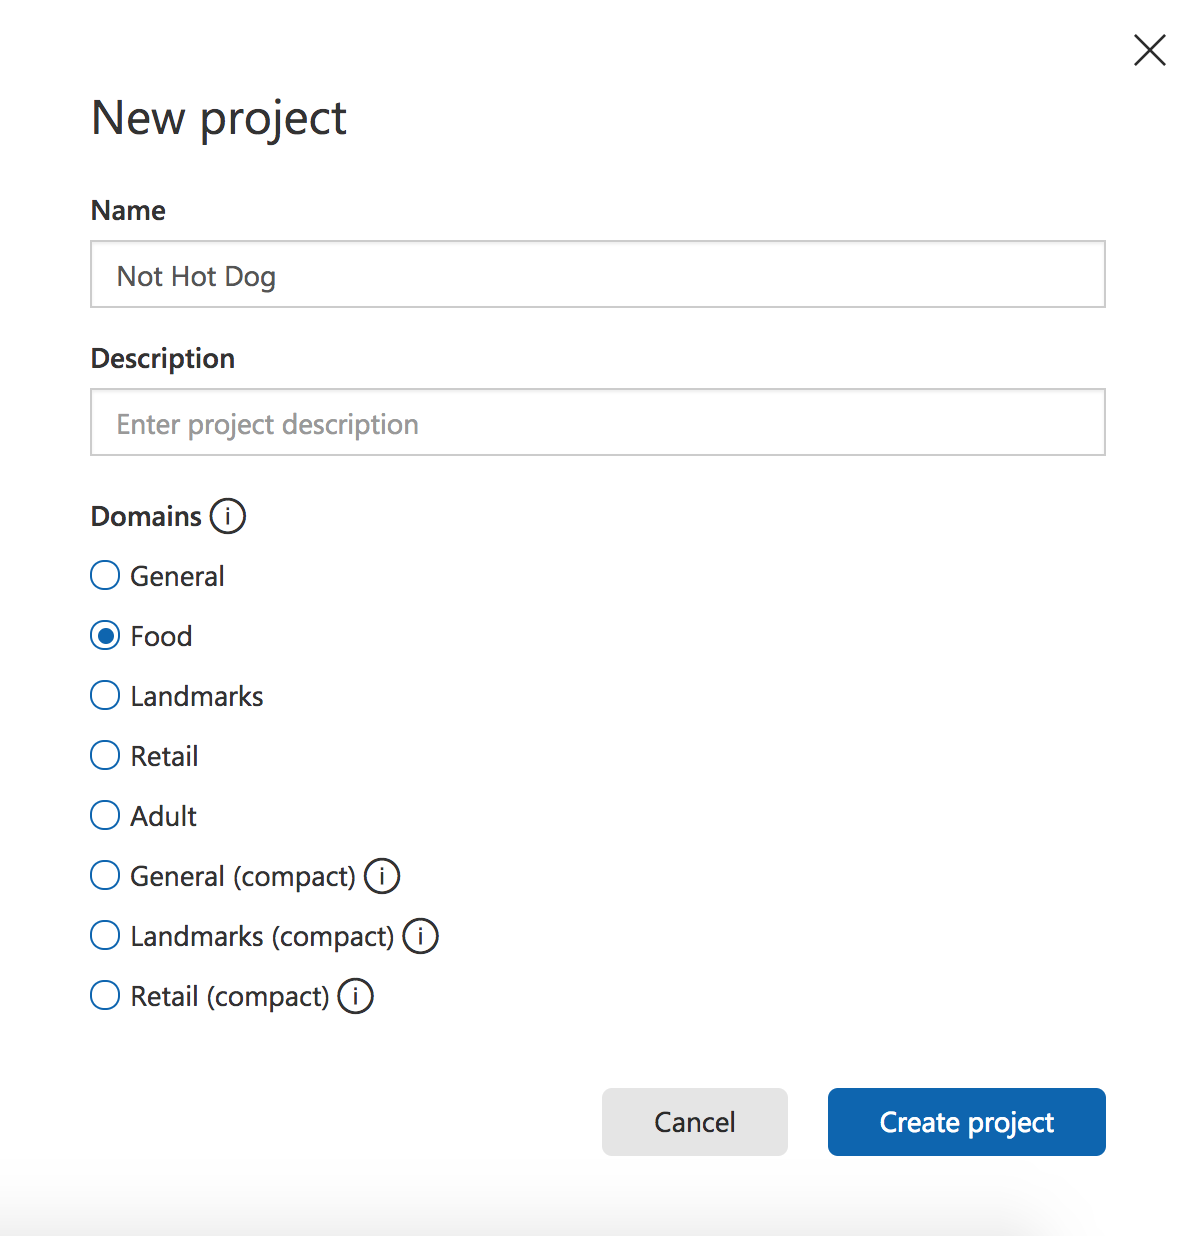 New project
Name
Not Hot Dog
Description
Enter project description
Domains i
General
Food
Landmarks
Retail
Adult
General (compact) i
Landmarks (compact) i
Retail (compact) i
Cancel Create project